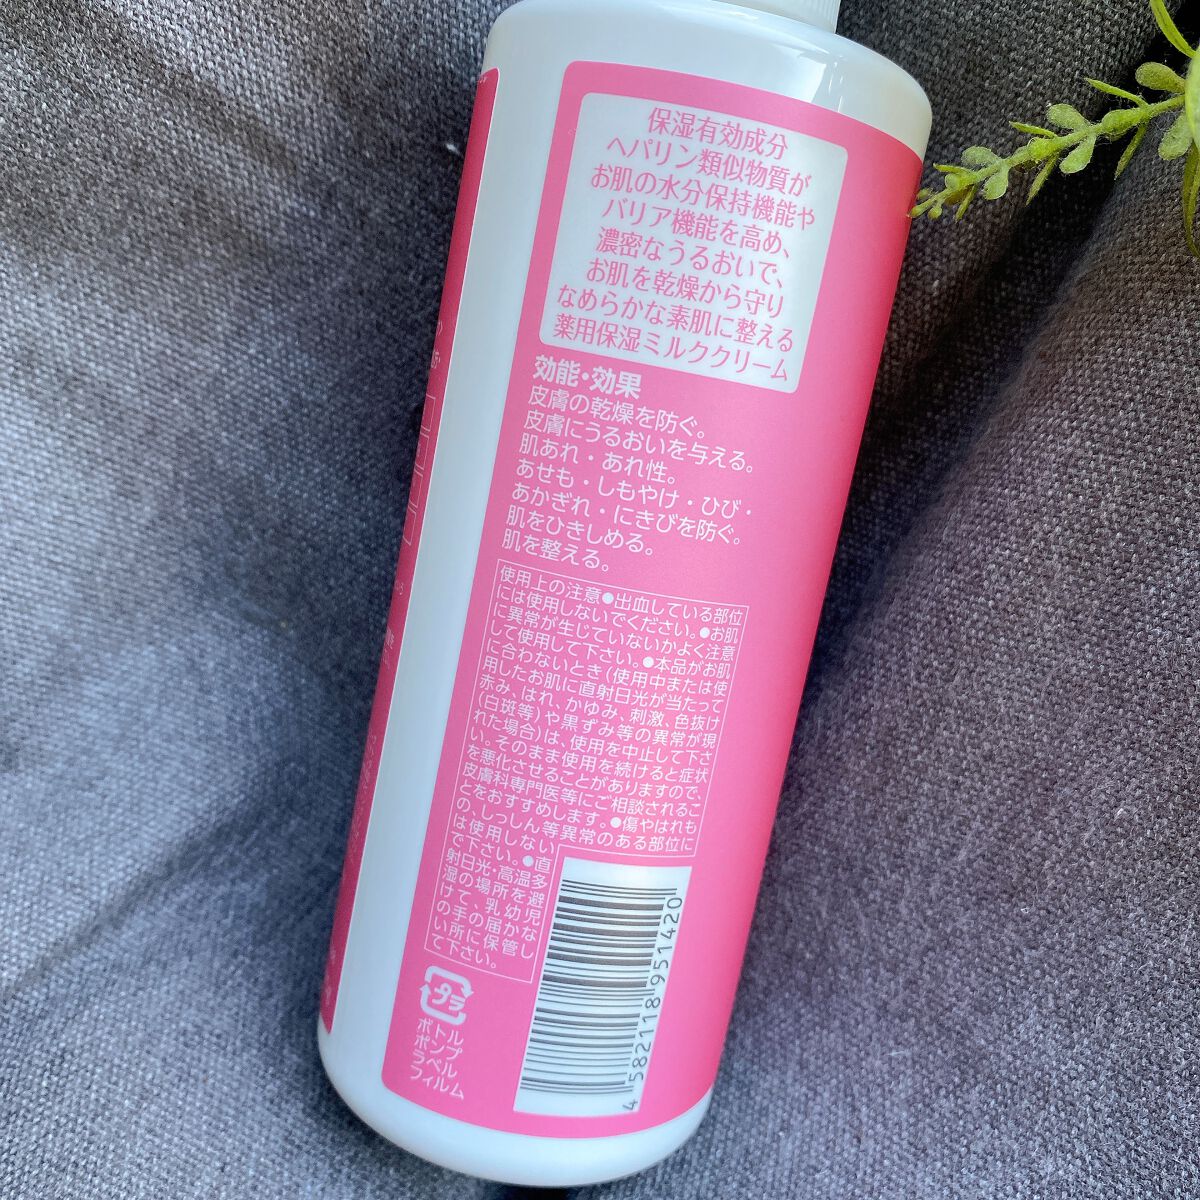 保湿有効成分
ヘパリン類似物質が
お肌の水分保持機能や
バリア機能を高め、
濃密なうるおいで、
お肌を乾燥から守り
なめらかな素肌に整える
薬用保湿ミルククリーム
効能・効果
皮膚の乾燥を防ぐ。
皮膚にうるおいを与える。
肌あれ・あれ性。
あせも・しもやけ・ひび・
あかぎれ・にきびを防ぐ。
肌をひきしめる。
肌を整える。
使用上の注意●出血している部位
には使用しないでください。●お肌
に異常が生じていないかよく注意
して使用して下さい。●本品がお肌
に合わないとき(使用中または使
用したお肌に直射日光が当たって
赤み、はれ、かゆみ、刺激、色抜け
(白斑等)や黒ずみ等の異常が現
れた場合)は、使用を中止して下さ
い。そのまま使用を続けると症状
を悪化させることがありますので、
皮膚科専門医等にご相談されるこ
とをおすすめします。●傷やはれも
の、しっしん等異常のある部位に
は使用しない
で下さい。●直
射日光・高温多
湿の場所を避
けて、乳幼児
の手の届かな
い所に保管し
て下さい。
プラ
ボトル
ポンプ
ラベル
フィルム
4 582118 951420